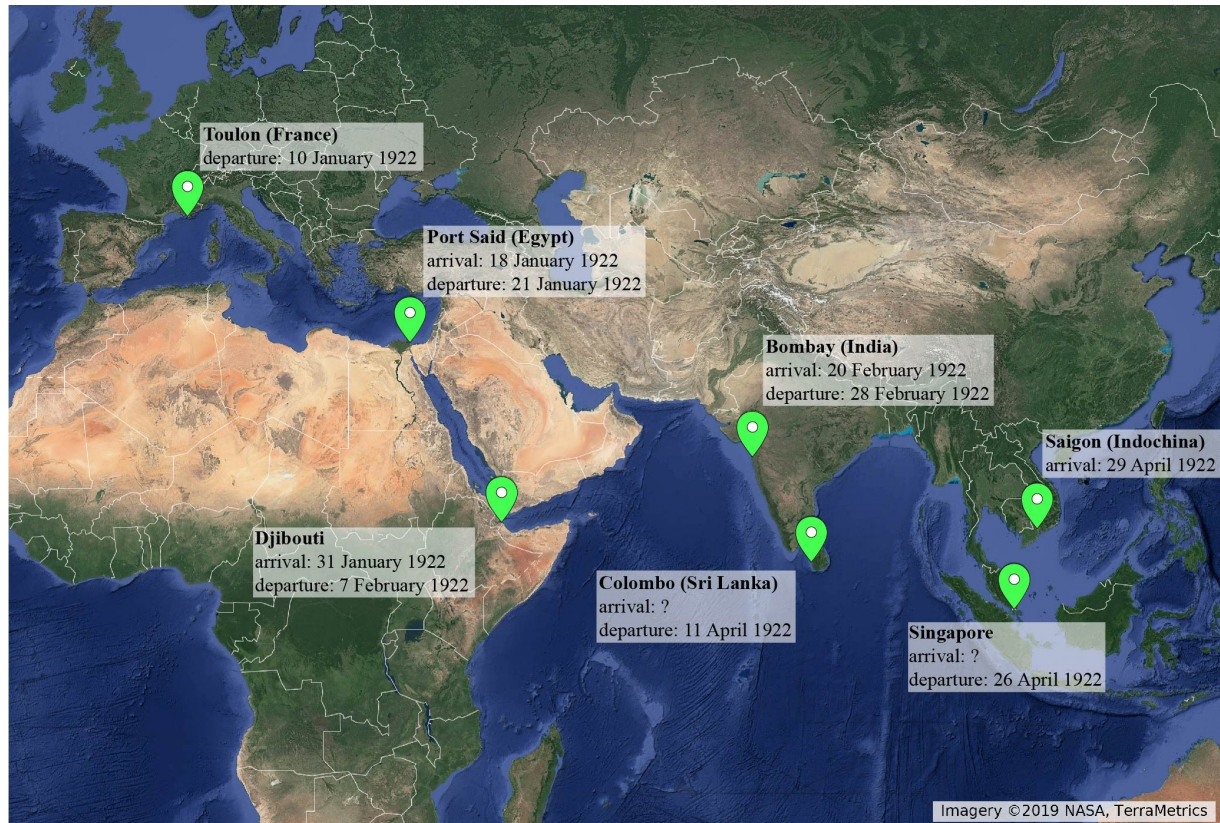 Toulon (France)
departure: 10 January 1922
Port Said (Egypt)
arrival: 18 January 1922
departure: 21 January 1922
Bombay (India)
arrival: 20 February 1922
departure: 28 February 1922
Saigon (Indochina)
arrival: 29 April 1922
Djibouti
arrival: 31 January 1922
departure: 7 February 1922
Colombo (Sri Lanka)
arrival: ?
departure: 11 April 1922
Singapore
arrival: ?
departure: 26 April 1922
Imagery ©2019 NASA, TerraMetrics